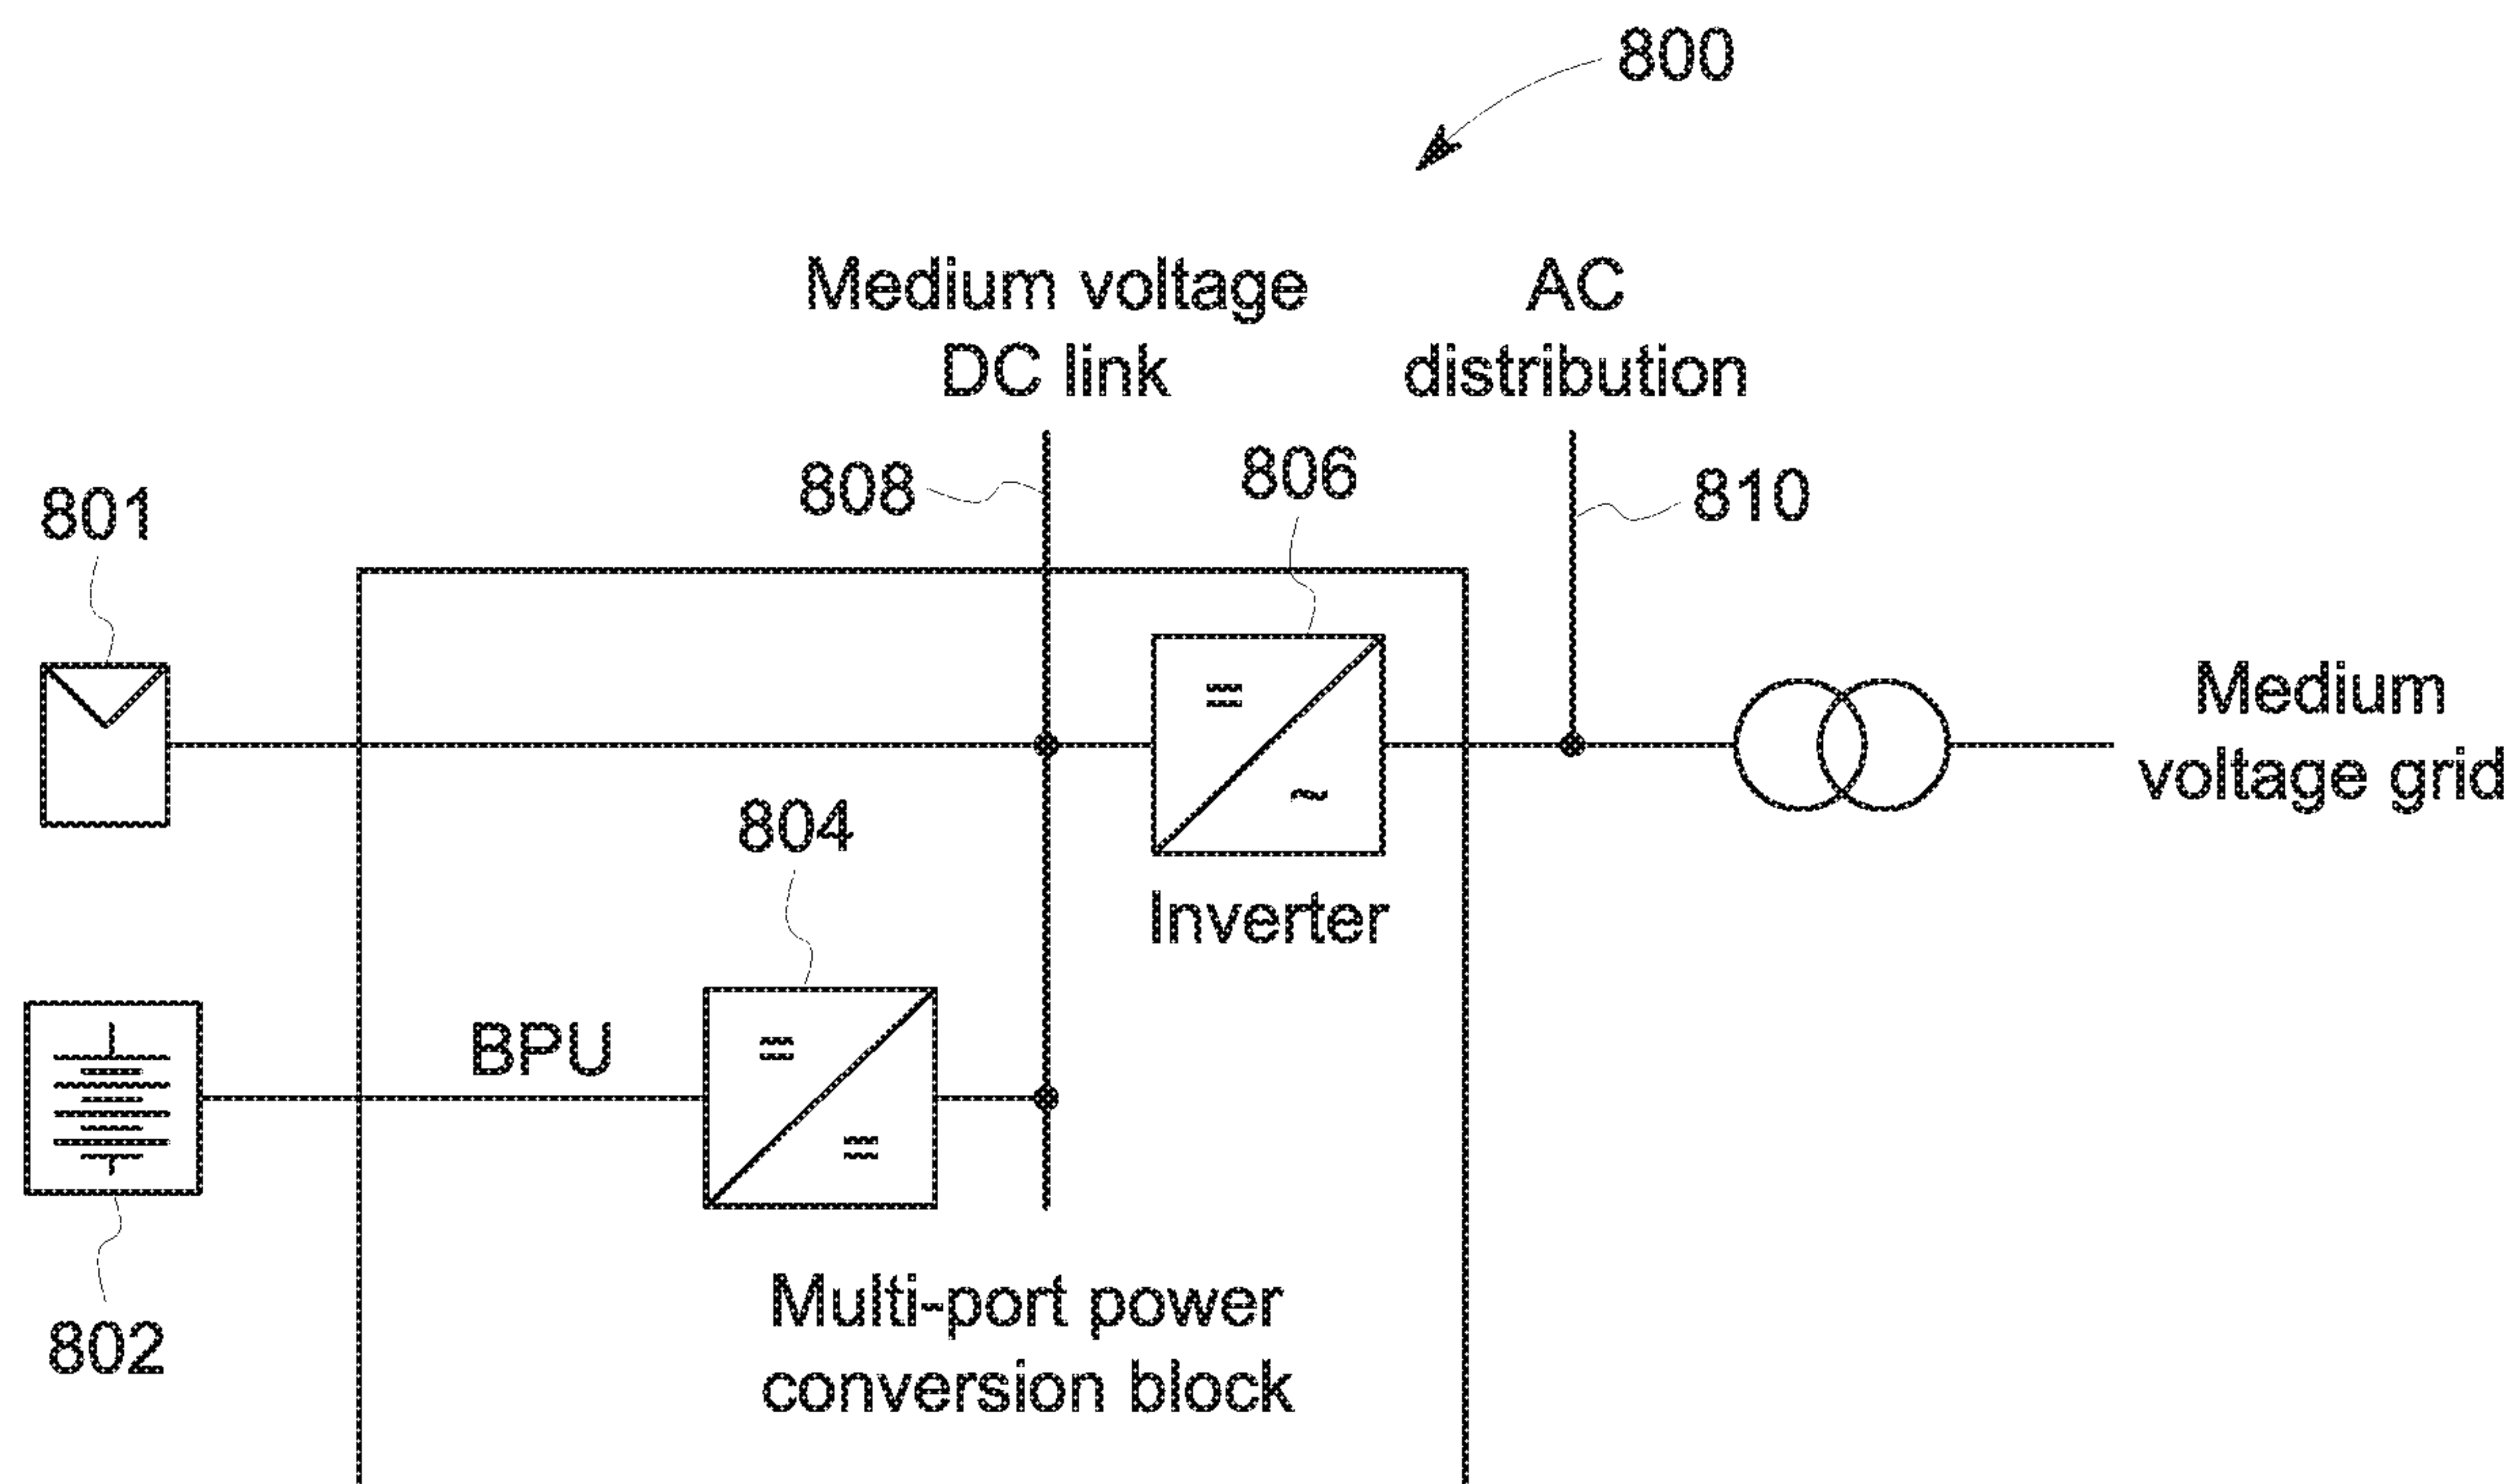 800
Medium voltage
DC link
AC
distribution
808
806
810
801
Medium
voltage grid
804
Inverter
BPU
Multi-port power
conversion block
802